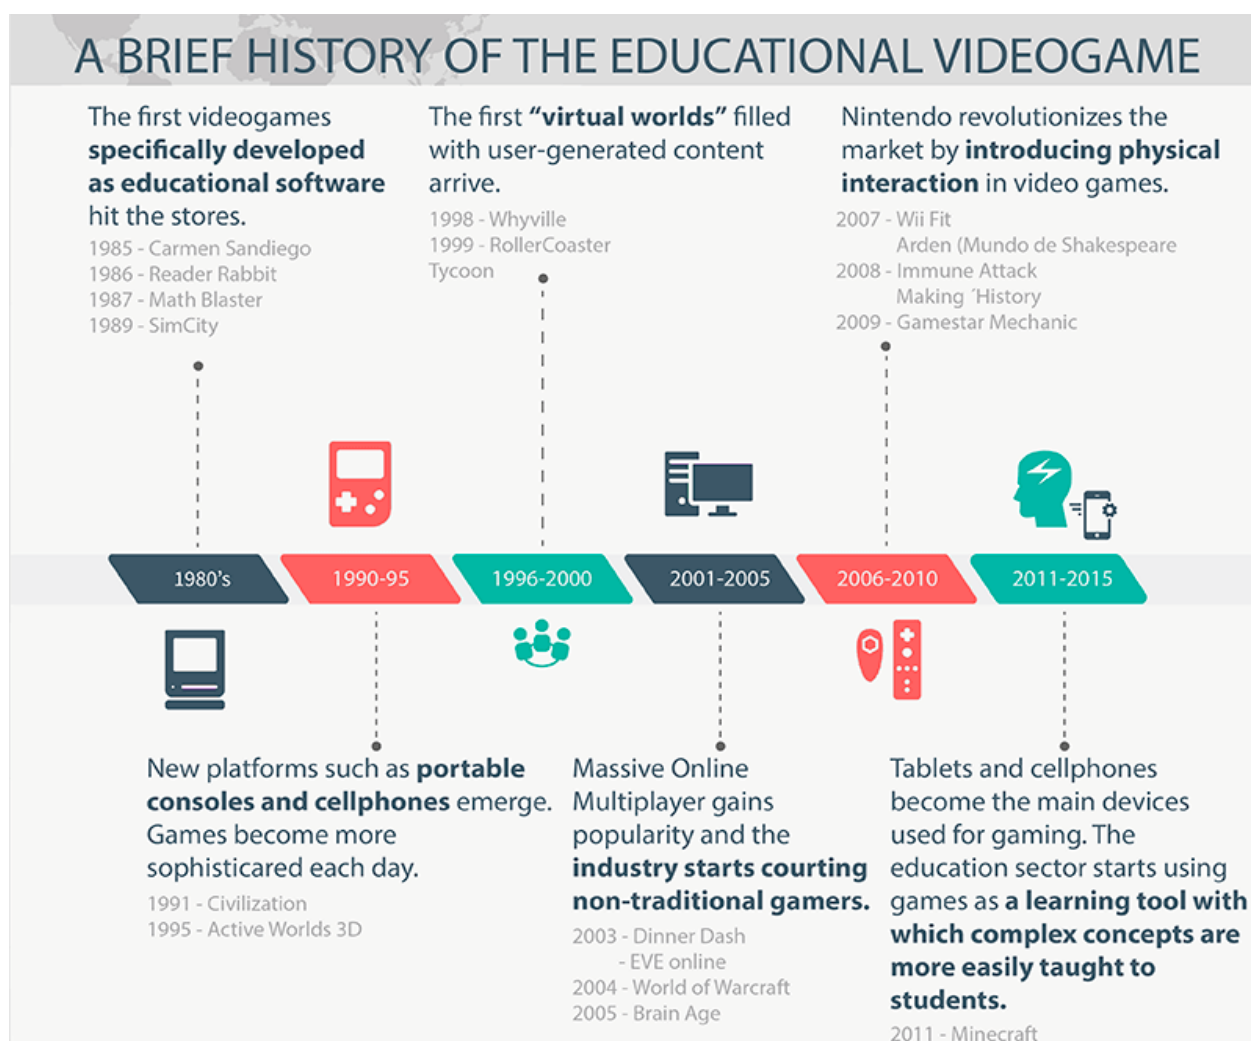 A BRIEF HISTORY OF THE EDUCATIONAL VIDEOGAME
The first videogames
specifically developed
as educational software
hit the stores.
1985 - Carmen Sandiego
1986 - Reader Rabbit
1987 - Math Blaster
1989 - SimCity
The first “virtual worlds” filled
with user-generated content
arrive.
1998 - Whyville
1999 - RollerCoaster
Tycoon
Nintendo revolutionizes the
market by introducing physical
interaction in video games.
2007 - Wii Fit
Arden (Mundo de Shakespeare
2008 - Immune Attack
Making ´History
2009 - Gamestar Mechanic
1980’s
1990-95
1996-2000
2001-2005
2006-2010
2011-2015
New platforms such as portable
consoles and cellphones emerge.
Games become more
sophisticared each day.
1991 - Civilization
1995 - Active Worlds 3D
Massive Online
Multiplayer gains
popularity and the
industry starts courting
non-traditional gamers.
2003 - Dinner Dash
- EVE online
2004 - World of Warcraft
2005 - Brain Age
Tablets and cellphones
become the main devices
used for gaming. The
education sector starts using
games as a learning tool with
which complex concepts are
more easily taught to
students.
2011 - Minecraft